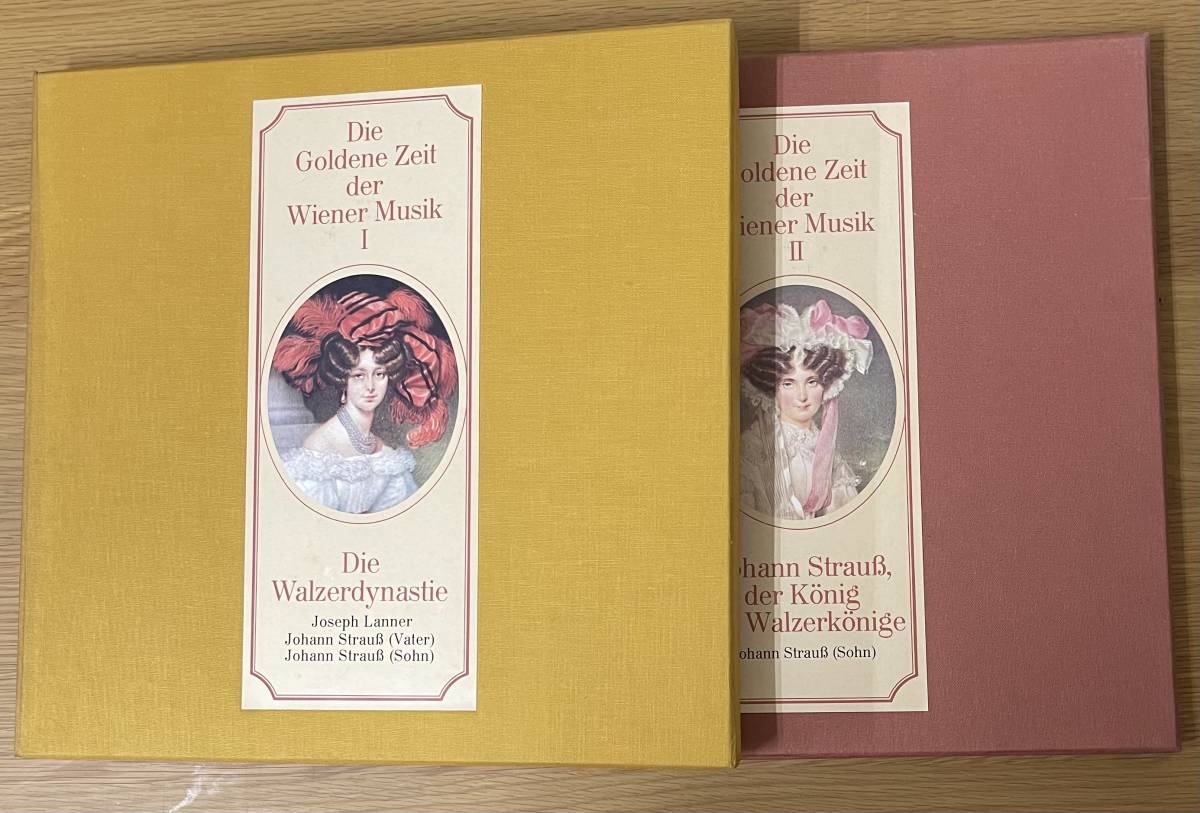 Die
Goldene Zeit
der
Wiener Musik
I
Die
Walzerdynastie
Joseph Lanner
Johann Strauß (Vater)
Johann Strauß (Sohn)
Die
oldene Zeit
der
iener Musik
II
hann Strauß,
der König
Walzerkönige
ohann Strauß (Sohn)